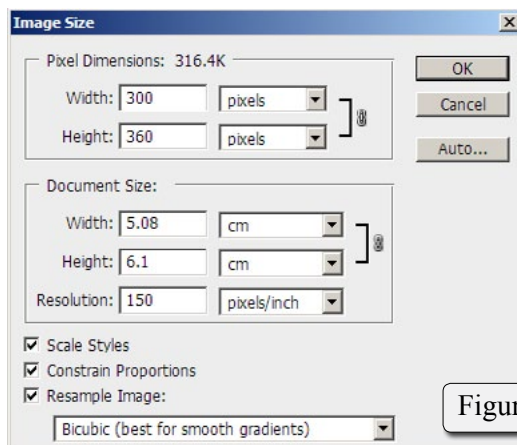 Image Size
Pixel Dimensions: 316.4K
Width: 300 pixels
Height: 360 pixels
Document Size:
Width: 5.08 cm
Height: 6.1 cm
Resolution: 150 pixels/inch
Scale Styles
Constrain Proportions
Resample Image:
Bicubic (best for smooth gradients)
OK
Cancel
Auto...
Figur